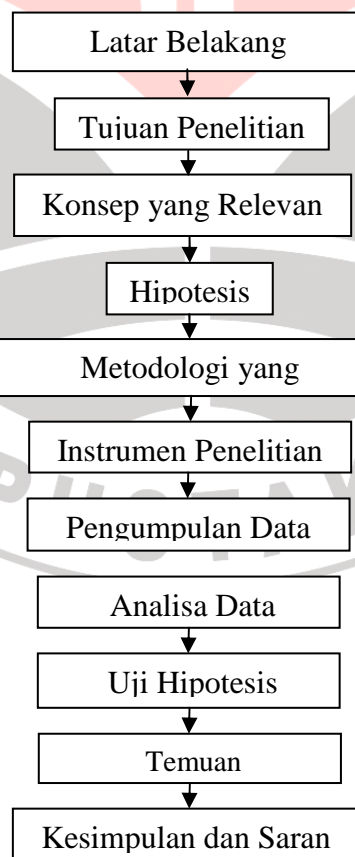 Latar Belakang
Tujuan Penelitian
Konsep yang Relevan
Hipotesis
Metodologi yang
Instrumen Penelitian
Pengumpulan Data
Analisa Data
Uji Hipotesis
Temuan
Kesimpulan dan Saran